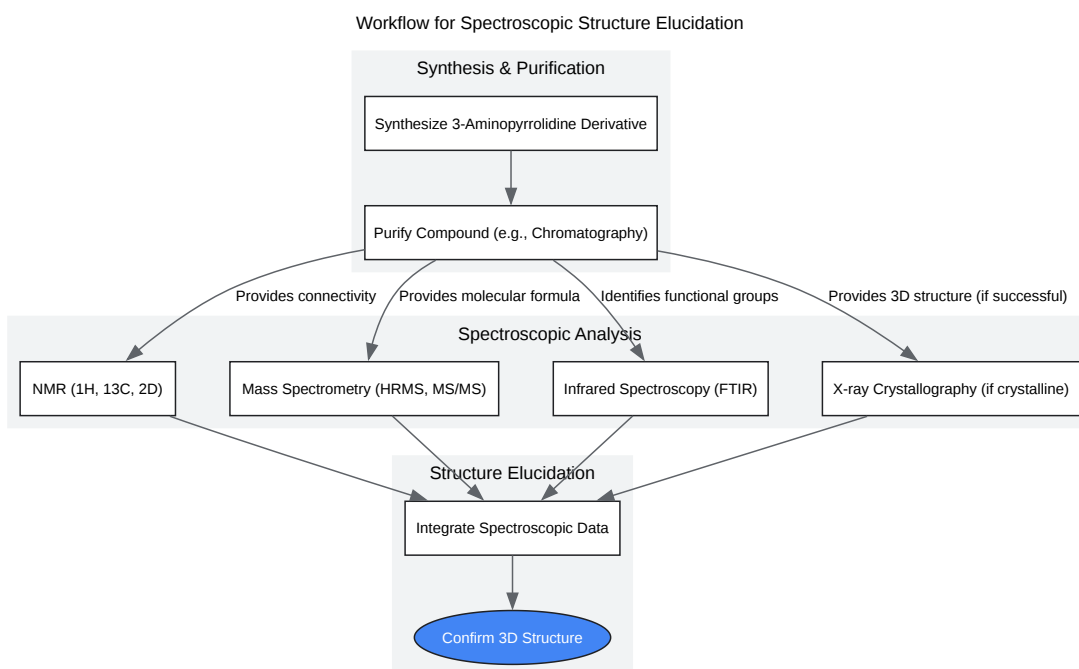 Workflow for Spectroscopic Structure Elucidation
Synthesis & Purification
Synthesize 3-Aminopyrrolidine Derivative
Purify Compound (e.g., Chromatography)
Provides connectivity
Provides molecular formula
Identifies functional groups
Provides 3D structure (if successful)
Spectroscopic Analysis
NMR (1H, 13C, 2D)
Mass Spectrometry (HRMS, MS/MS)
Infrared Spectroscopy (FTIR)
X-ray Crystallography (if crystalline)
Structure Elucidation
Integrate Spectroscopic Data
Confirm 3D Structure